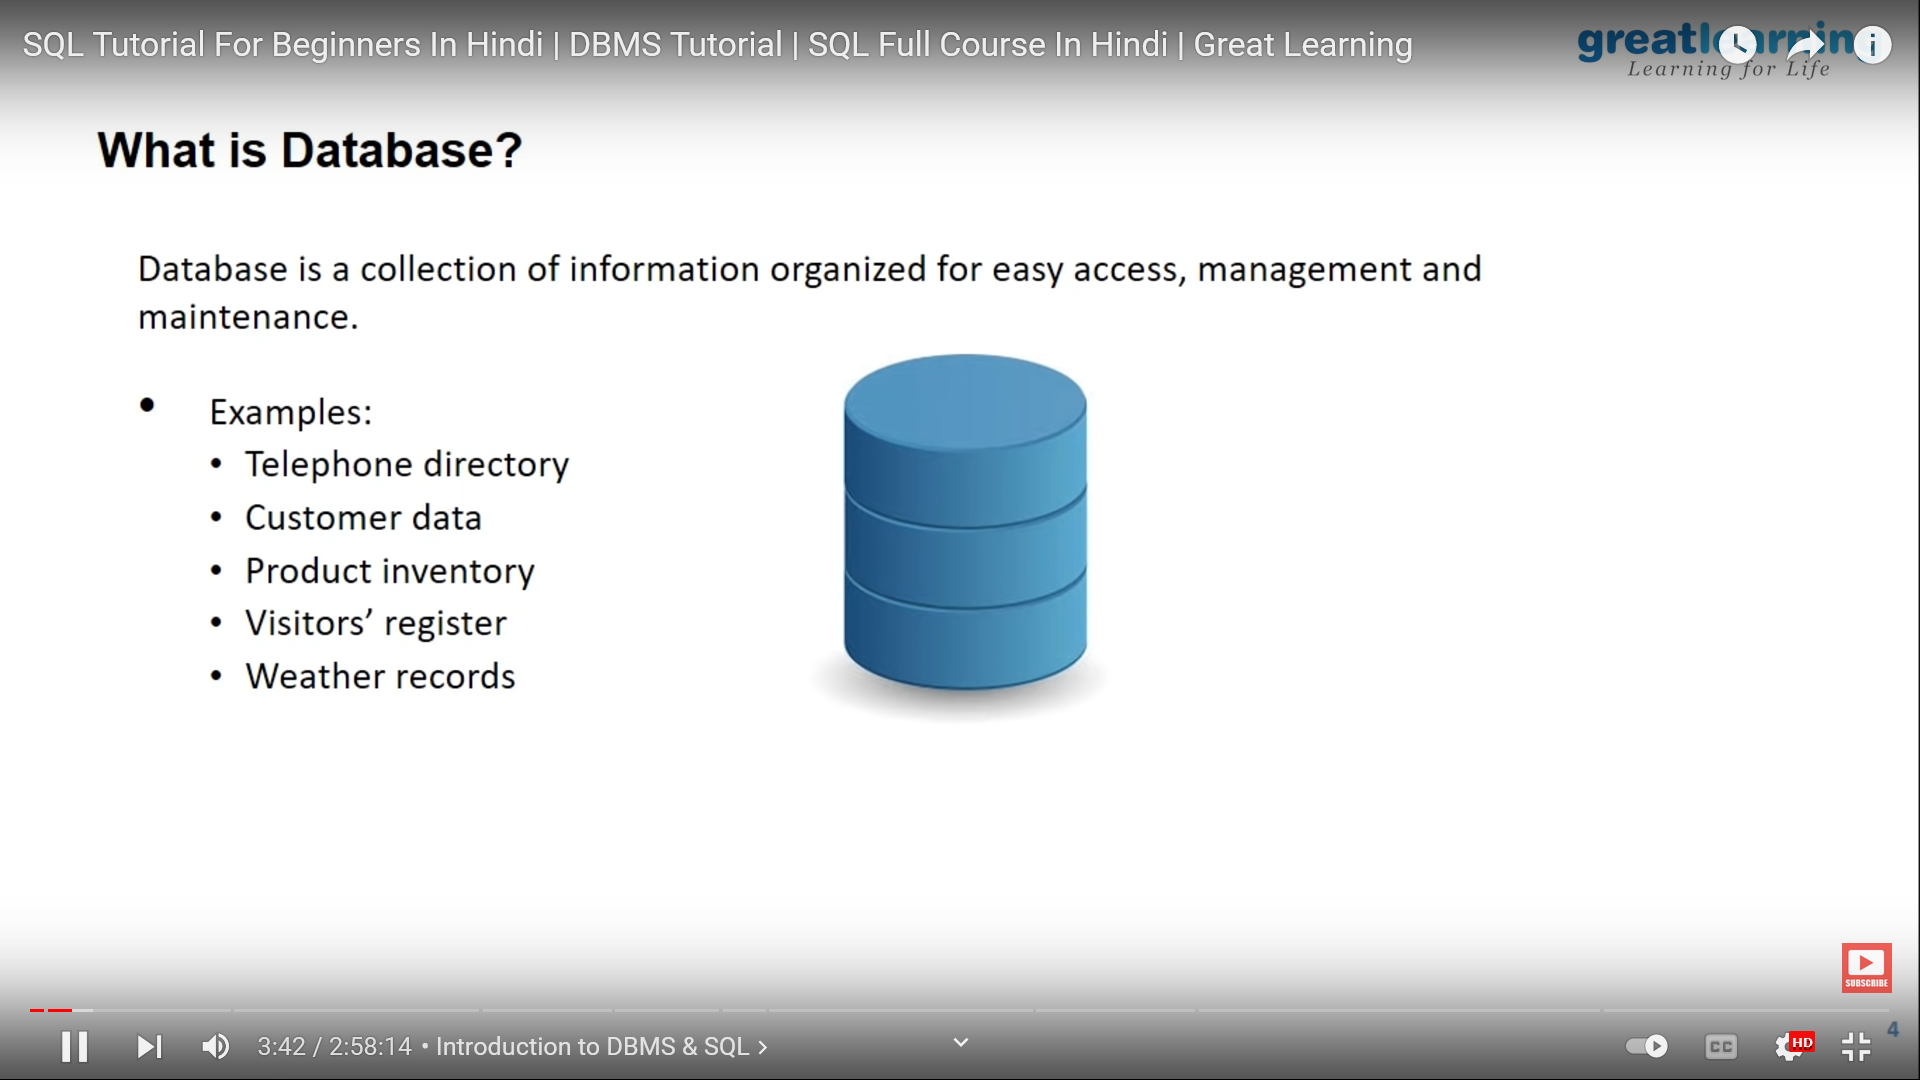 SQL Tutorial For Beginners In Hindi | DBMS Tutorial | SQL Full Course In Hindi | Great Learning
greatlearning
Learning for Life
What is Database?
Database is a collection of information organized for easy access, management and
maintenance.
• Examples:
• Telephone directory
• Customer data
• Product inventory
• Visitors’ register
• Weather records
SUBSCRIBE
4
3:42 / 2:58:14 • Introduction to DBMS & SQL >
CC
HD